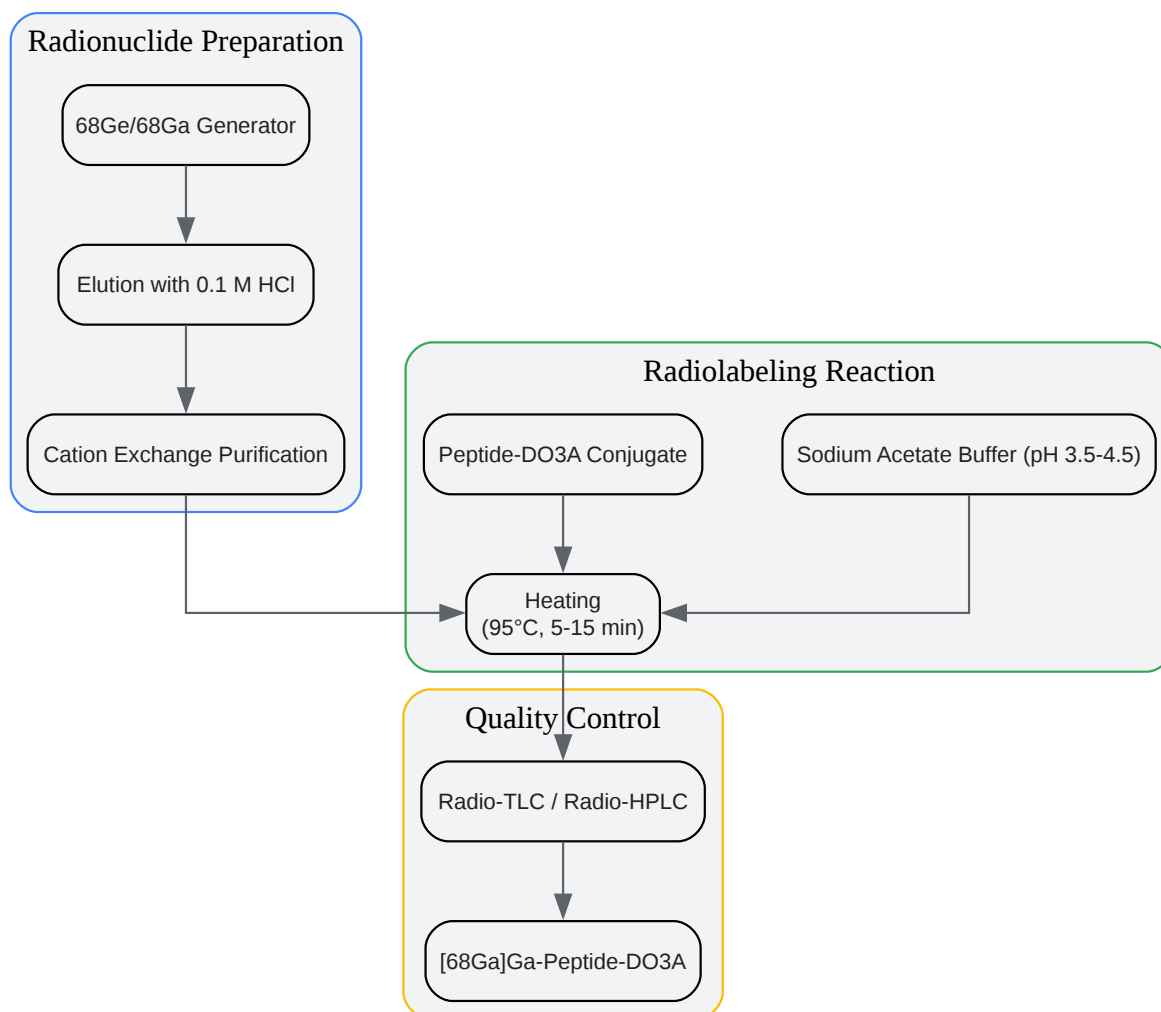 Radionuclide Preparation
68Ge/68Ga Generator
Elution with 0.1 M HCl
Cation Exchange Purification
Radiolabeling Reaction
Peptide-DO3A Conjugate
Sodium Acetate Buffer (pH 3.5-4.5)
Heating
(95°C, 5-15 min)
Quality Control
Radio-TLC / Radio-HPLC
[68Ga]Ga-Peptide-DO3A